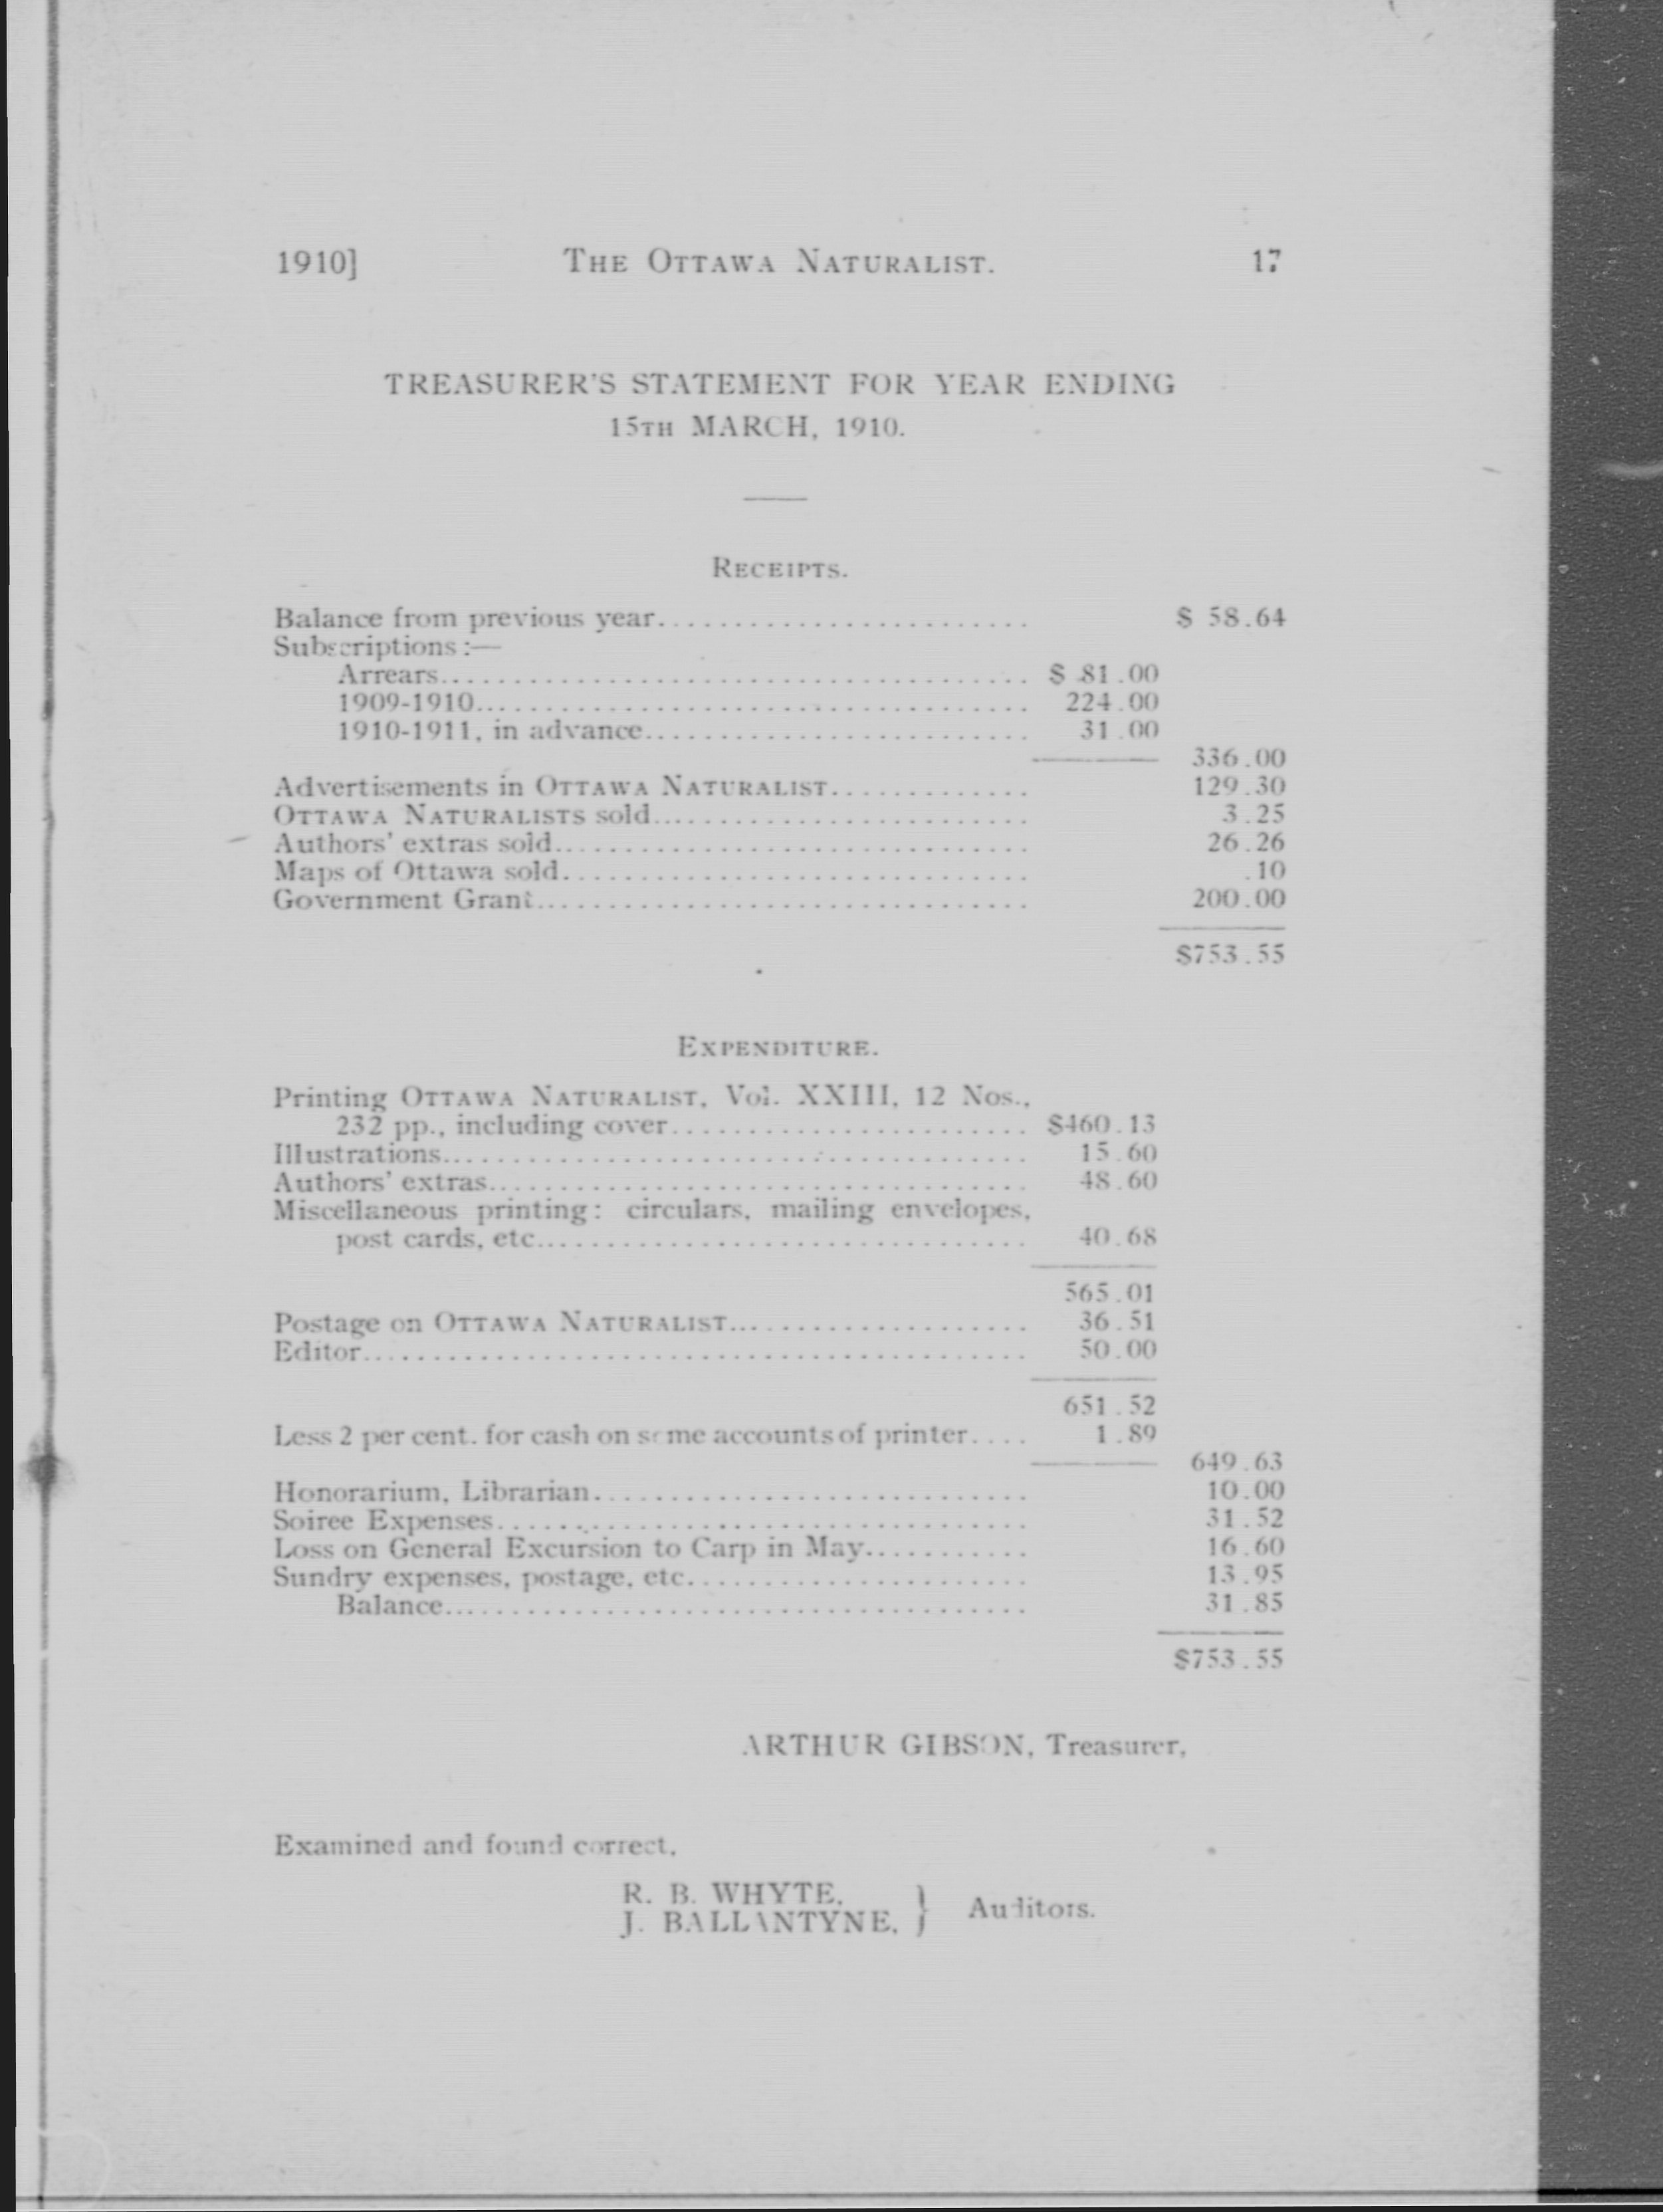 1910] THE OTTAWA NATURALIST. 17
TREASURER'S STATEMENT FOR YEAR ENDING
15TH MARCH, 1910.
RECEIPTS.
Balance from previous year........................ $ 58.64
Subscriptions:—
Arrears........................................ $ 81.00
1909-1910..................................... 224.00
1910-1911, in advance......................... 31.00
336.00
Advertisements in OTTAWA NATURALIST............. 129.30
OTTAWA NATURALISTS sold......................... 3.25
Authors' extras sold............................... 26.26
Maps of Ottawa sold.............................. .10
Government Grant................................ 200.00
$753.55
EXPENDITURE.
Printing OTTAWA NATURALIST, Vol. XXIII, 12 Nos.,
232 pp., including cover........................ $460.13
Illustrations....................................... 15.60
Authors' extras.................................... 48.60
Miscellaneous printing: circulars, mailing envelopes,
post cards, etc................................. 40.68
565.01
Postage on OTTAWA NATURALIST.................... 36.51
Editor............................................ 50.00
651.52
Less 2 per cent. for cash on some accounts of printer.... 1.89
649.63
Honorarium, Librarian............................ 10.00
Soiree Expenses................................... 31.52
Loss on General Excursion to Carp in May........... 16.60
Sundry expenses, postage, etc...................... 13.95
Balance....................................... 31.85
$753.55
ARTHUR GIBSON, Treasurer,
Examined and found correct,
R. B. WHYTE,
J. BALLANTYNE, } Auditors.